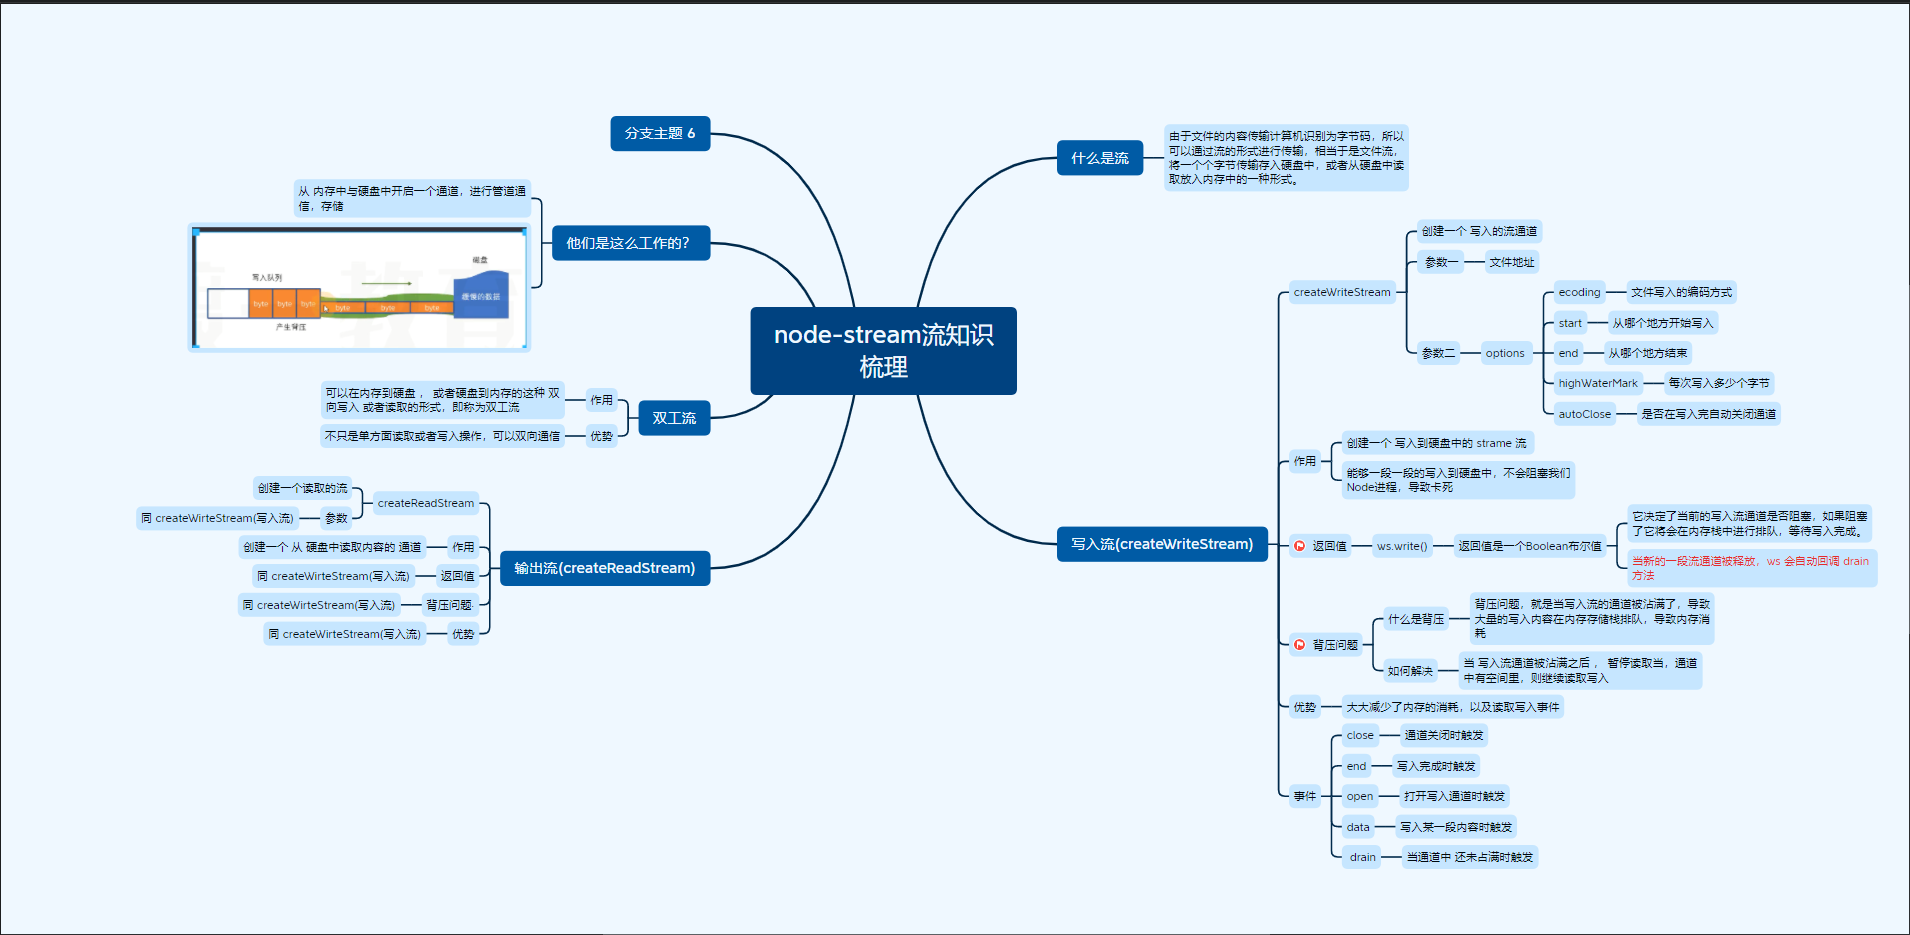 node-stream流知识
梳理
什么是流
由于文件的内容传输计算机识别为字节码，所以
可以通过流的形式进行传输，相当于是文件流，
将一个个字节传输存入硬盘中，或者从硬盘中读
取放入内存中的一种形式。
写入流(createWriteStream)
createWriteStream
创建一个 写入的流通道
参数一
文件地址
参数二
options
ecoding
文件写入的编码方式
start
从哪个地方开始写入
end
从哪个地方结束
highWaterMark
每次写入多少个字节
autoClose
是否在写入完自动关闭通道
作用
创建一个 写入到硬盘中的 strame 流
能够一段一段的写入到硬盘中，不会阻塞我们
Node进程，导致卡死
返回值
ws.write()
返回值是一个Boolean布尔值
它决定了当前的写入流通道是否阻塞，如果阻塞
了它将会在内存栈中进行排队，等待写入完成。
当新的一段流通道被释放，ws 会自动回调 drain
方法
背压问题
什么是背压
背压问题，就是当写入流的通道被沾满了，导致
大量的写入内容在内存存储栈排队，导致内存消
耗
如何解决
当 写入流通道被沾满之后 ， 暂停读取当，通道
中有空间里，则继续读取写入
优势
大大减少了内存的消耗，以及读取写入事件
事件
close
通道关闭时触发
end
写入完成时触发
open
打开写入通道时触发
data
写入某一段内容时触发
drain
当通道中 还未占满时触发
分支主题 6
他们是这么工作的？
从 内存中与硬盘中开启一个通道，进行管道通
信，存储
磁盘
写入队列
byte
byte
byte
byte
byte
byte
缓慢的数据
产生背压
教育
双工流
作用
可以在内存到硬盘 ， 或者硬盘到内存的这种 双
向写入 或者读取的形式，即称为双工流
优势
不只是单方面读取或者写入操作，可以双向通信
输出流(createReadStream)
createReadStream
创建一个读取的流
参数
同 createWirteStream(写入流)
作用
创建一个 从 硬盘中读取内容的 通道
返回值
同 createWirteStream(写入流)
背压问题
同 createWirteStream(写入流)
优势
同 createWirteStream(写入流)